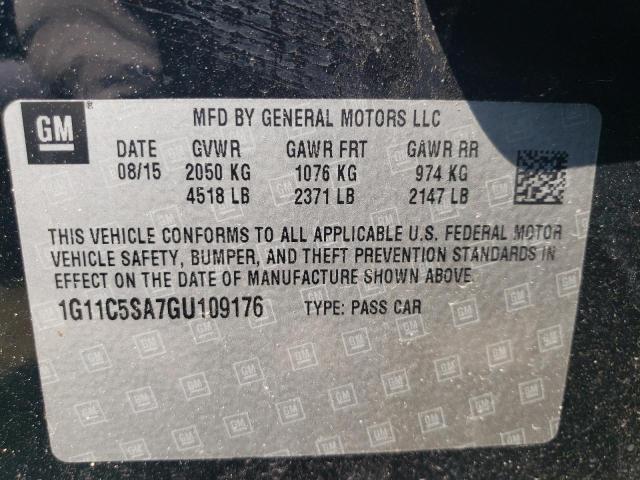 GM
MFD BY GENERAL MOTORS LLC
DATE GVWR GAWR FRT GAWR RR
08/15 2050 KG 1076 KG 974 KG
4518 LB 2371 LB 2147 LB
THIS VEHICLE CONFORMS TO ALL APPLICABLE U.S. FEDERAL MOTOR
VEHICLE SAFETY, BUMPER, AND THEFT PREVENTION STANDARDS IN
EFFECT ON THE DATE OF MANUFACTURE SHOWN ABOVE.
1G11C5SA7GU109176 TYPE: PASS CAR